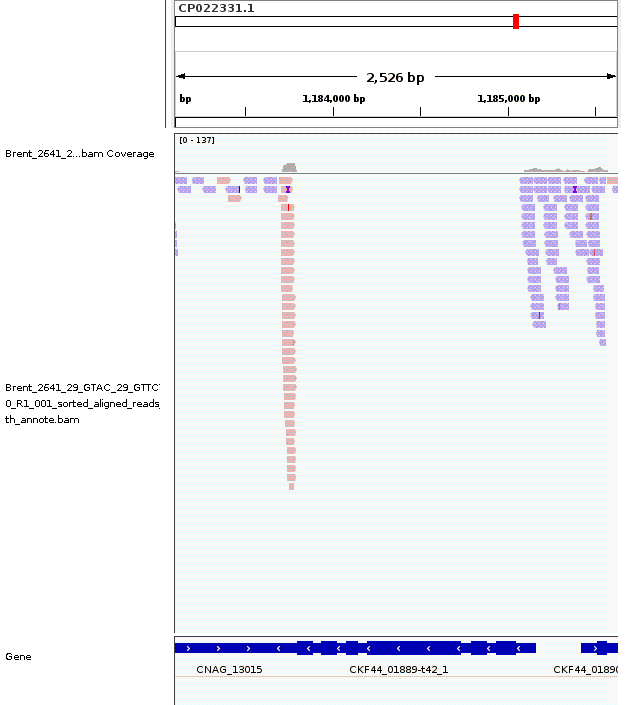 CP022331.1
2,526 bp
bp
1,184,000 bp
1,185,000 bp
[0 - 137]
Brent_2641_2...bam Coverage
Brent_2641_29_GTAC_29_GTTC
0_R1_001_sorted_aligned_reads_
th_annote.bam
Gene
CNAG_13015
CKF44_01889-t42_1
CKF44_0189